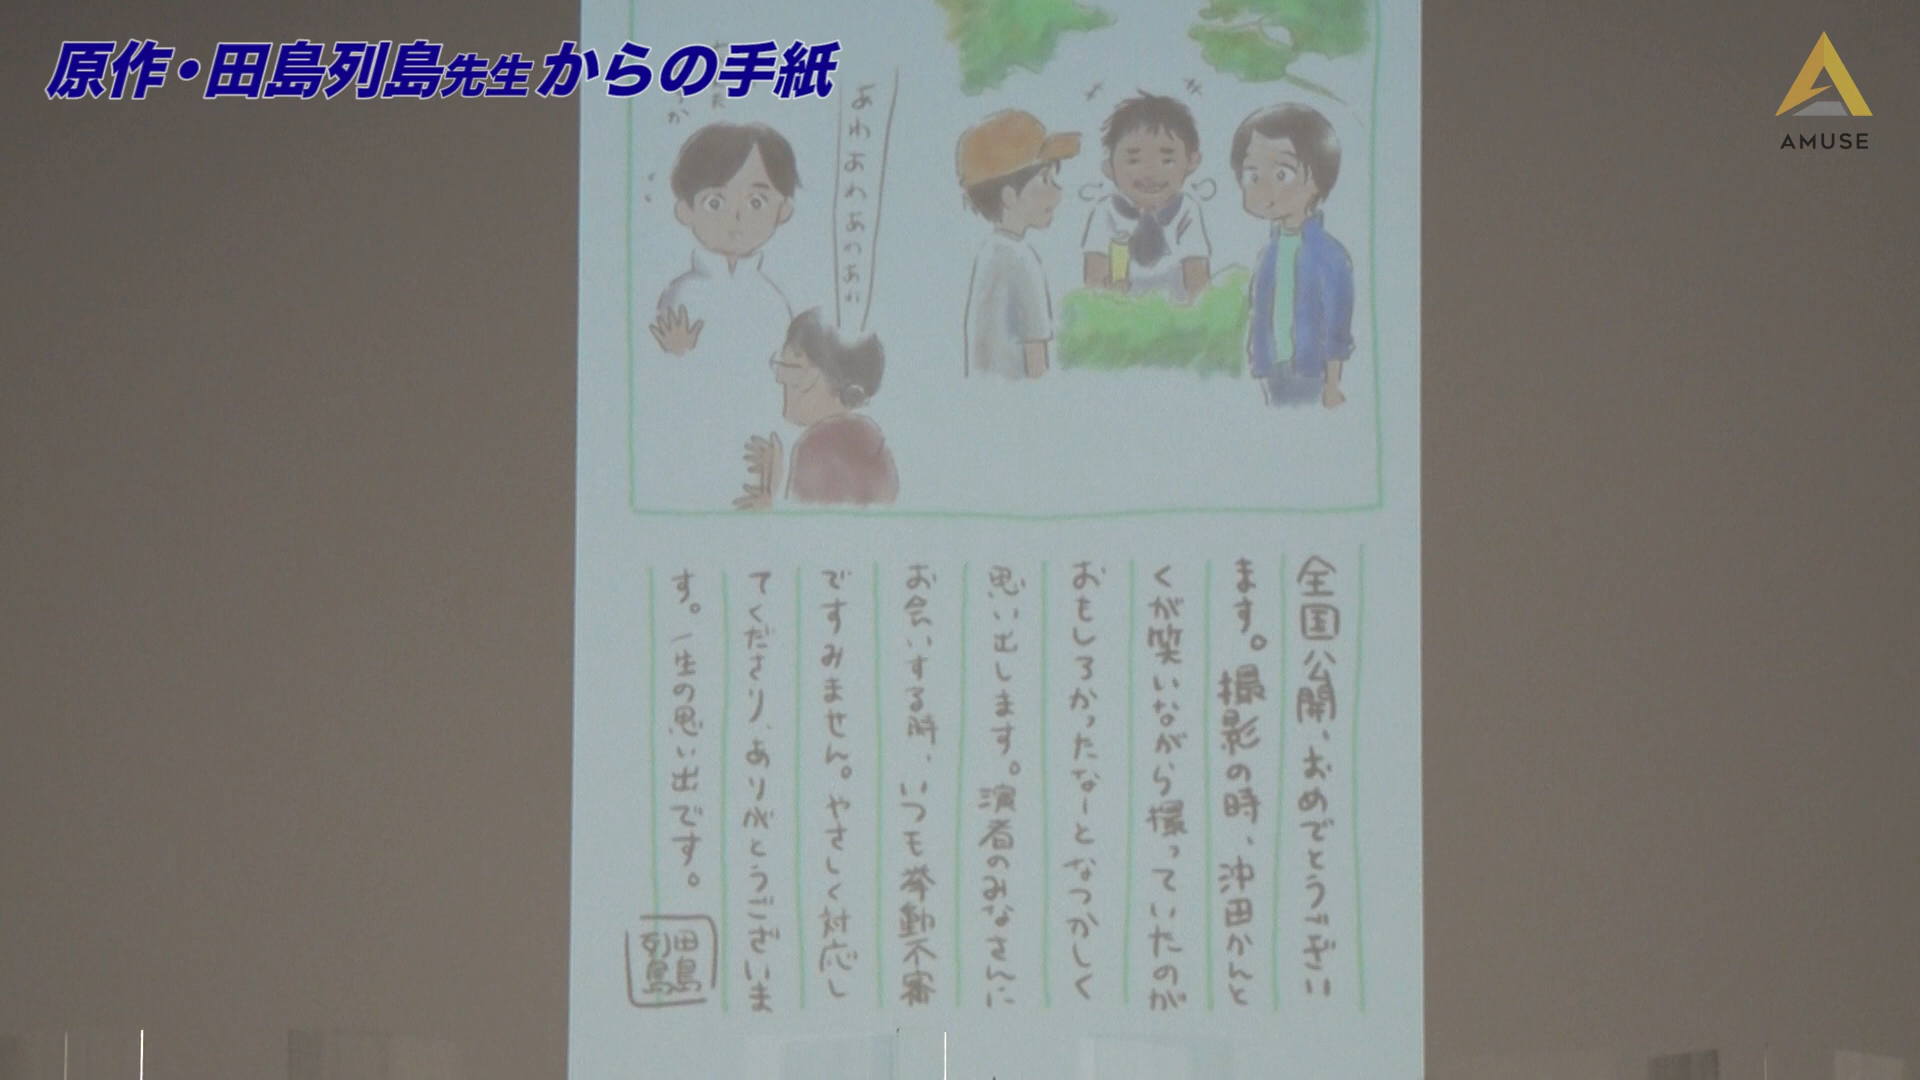 原作・田島列島先生からの手紙
AMUSE
あわあわあわあわ
全国公開、おめでとうござい
ます。撮影の時、沖田かんと
くが笑いながら撮っていたのが
おもしろかったなーとなつかしく
思い出します。演者のみなさんに
お会いする時、いつも挙動不審
ですみません。やさしく対応し
てくださり、ありがとうございま
す。一生の思い出です。
田島
列島